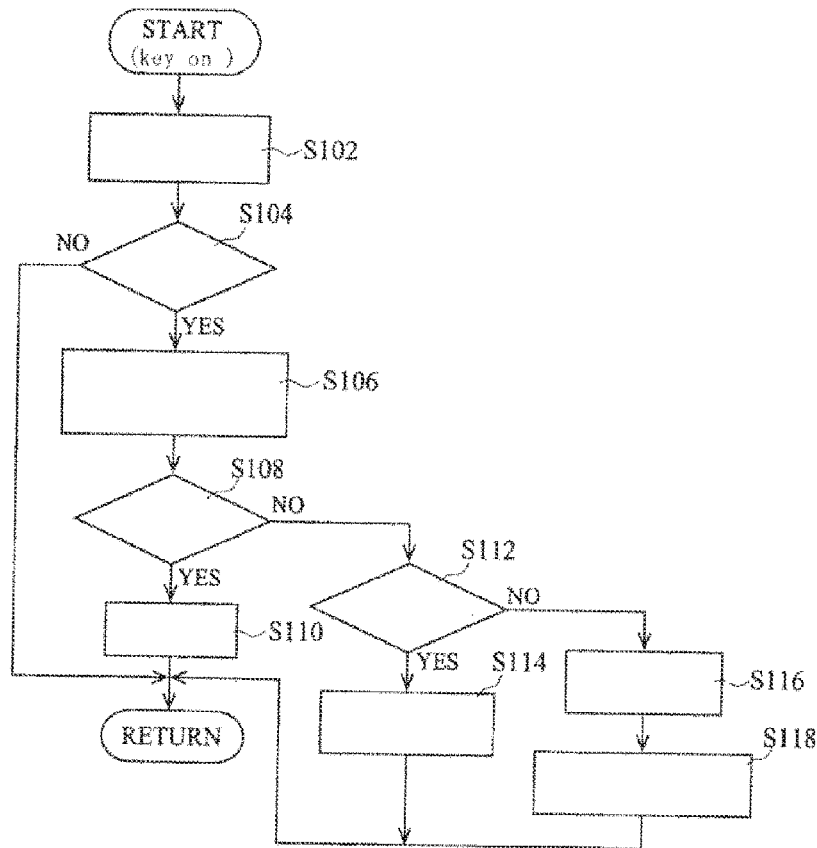 START
(key on )
S102
S104
NO
YES
S106
S108
NO
YES
S112
NO
S110
YES
S114
S116
RETURN
S118